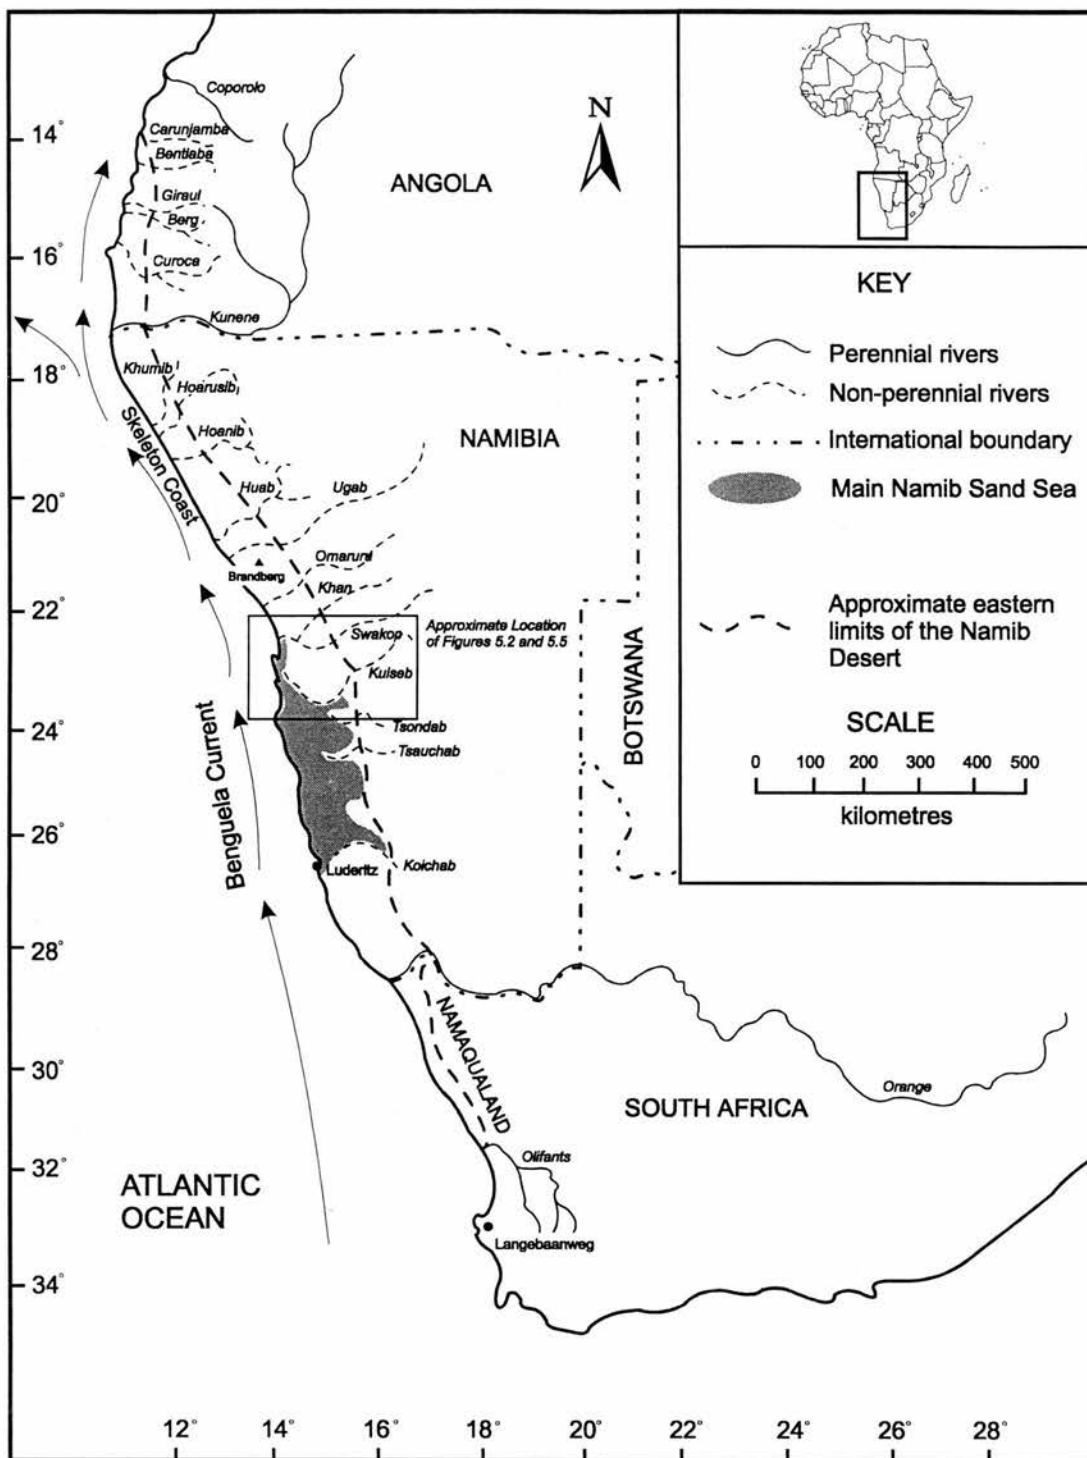 Coporolo
14°
Carunjamba
Bentiaba
ANGOLA
N
Giraul
Berg
16°
Curoca
KEY
Kunene
Perennial rivers
Khumib
18°
Hoarusib
Non-perennial rivers
Skeleton Coast
Hoanib
NAMIBIA
International boundary
20°
Huab
Ugab
Main Namib Sand Sea
Omaruru
Brandberg
Khan
22°
Approximate Location
of Figures 5.2 and 5.5
Swakop
Kuiseb
Approximate eastern
limits of the Namib
Desert
BOTSWANA
24°
Tsondab
Tsauchab
SCALE
0 100 200 300 400 500
kilometres
Benguela Current
26°
Luderitz
Koichab
28°
NAMAQUALAND
30°
Orange
SOUTH AFRICA
Olifants
32°
ATLANTIC
OCEAN
Langebaanweg
34°
12° 14° 16° 18° 20° 22° 24° 26° 28°